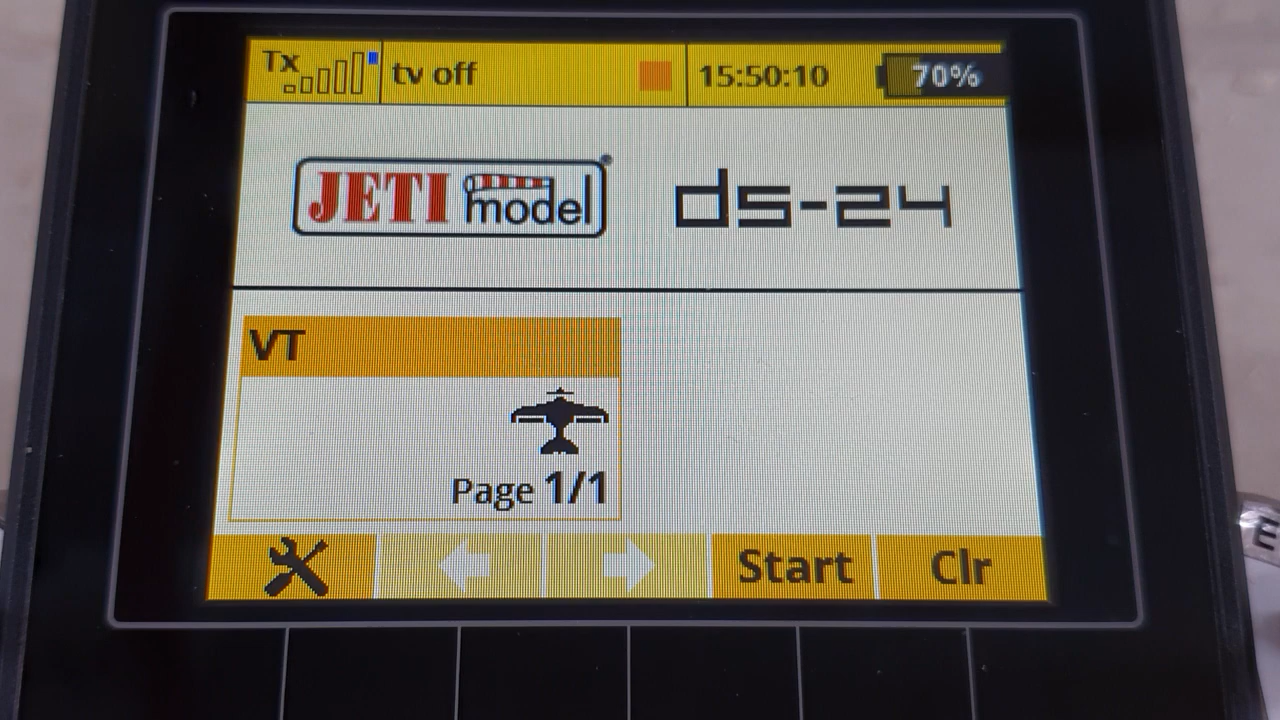 Tx tv off 15:50:10 70%
JETI model ds-24
VT
Page 1/1
Start Clr
E